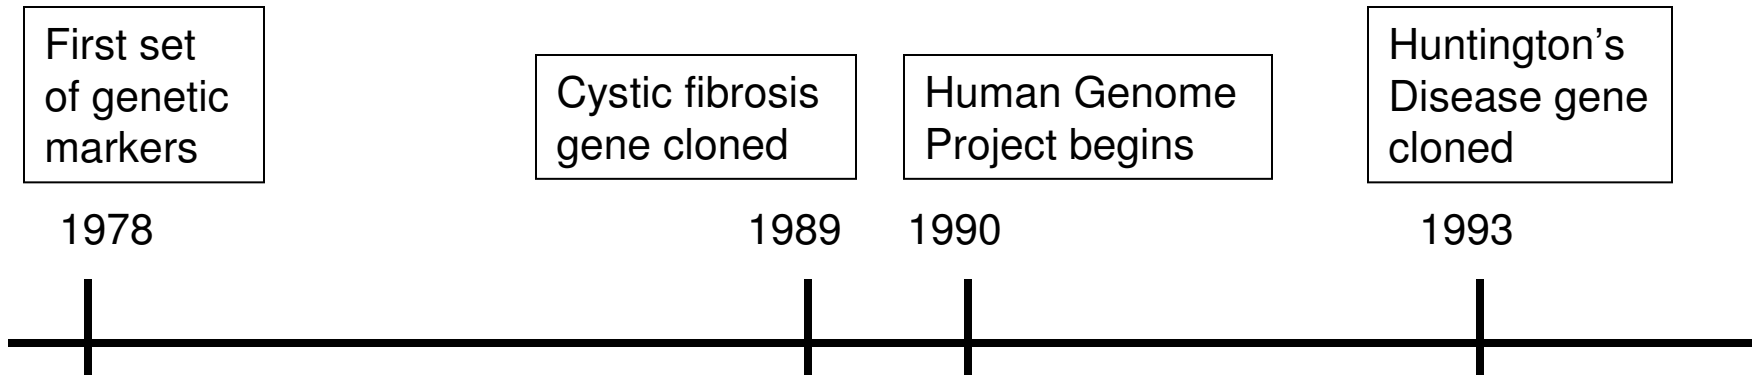 First set
of genetic
markers
Cystic fibrosis
gene cloned
Human Genome
Project begins
Huntington’s
Disease gene
cloned
1978
1989
1990
1993